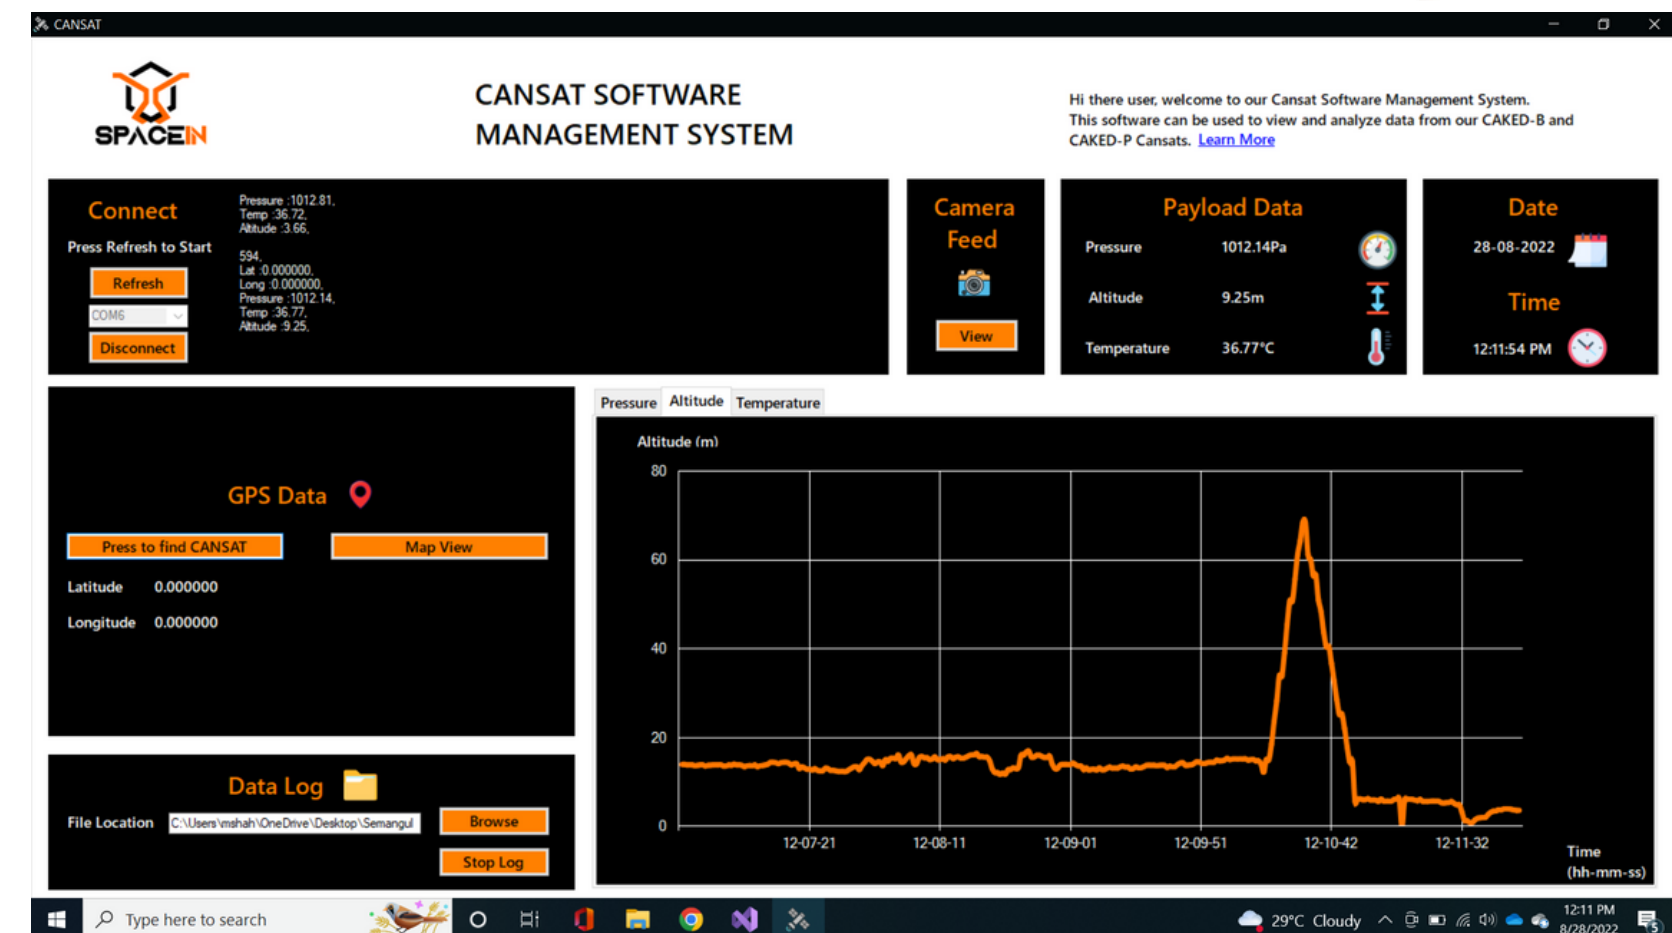 CANSAT
SPACEIN
CANSAT SOFTWARE
MANAGEMENT SYSTEM
Hi there user, welcome to our Cansat Software Management System.
This software can be used to view and analyze data from our CAKED-B and
CAKED-P Cansats. Learn More
Connect
Press Refresh to Start
Refresh
COM6
Disconnect
Pressure :1012.81,
Temp :36.72,
Altitude :3.66,
594,
Lat :0.000000,
Long :0.000000,
Pressure :1012.14,
Temp :36.77,
Altitude :9.25,
Camera
Feed
View
Payload Data
Pressure 1012.14Pa
Altitude 9.25m
Temperature 36.77°C
Date
28-08-2022
Time
12:11:54 PM
GPS Data
Press to find CANSAT
Map View
Latitude 0.000000
Longitude 0.000000
Data Log
File Location C:\Users\mshah\OneDrive\Desktop\Semangul
Browse
Stop Log
Pressure Altitude Temperature
Altitude (m)
80
60
40
20
0
12-07-21 12-08-11 12-09-01 12-09-51 12-10-42 12-11-32
Time
(hh-mm-ss)
Type here to search
29°C Cloudy
12:11 PM
8/28/2022
5